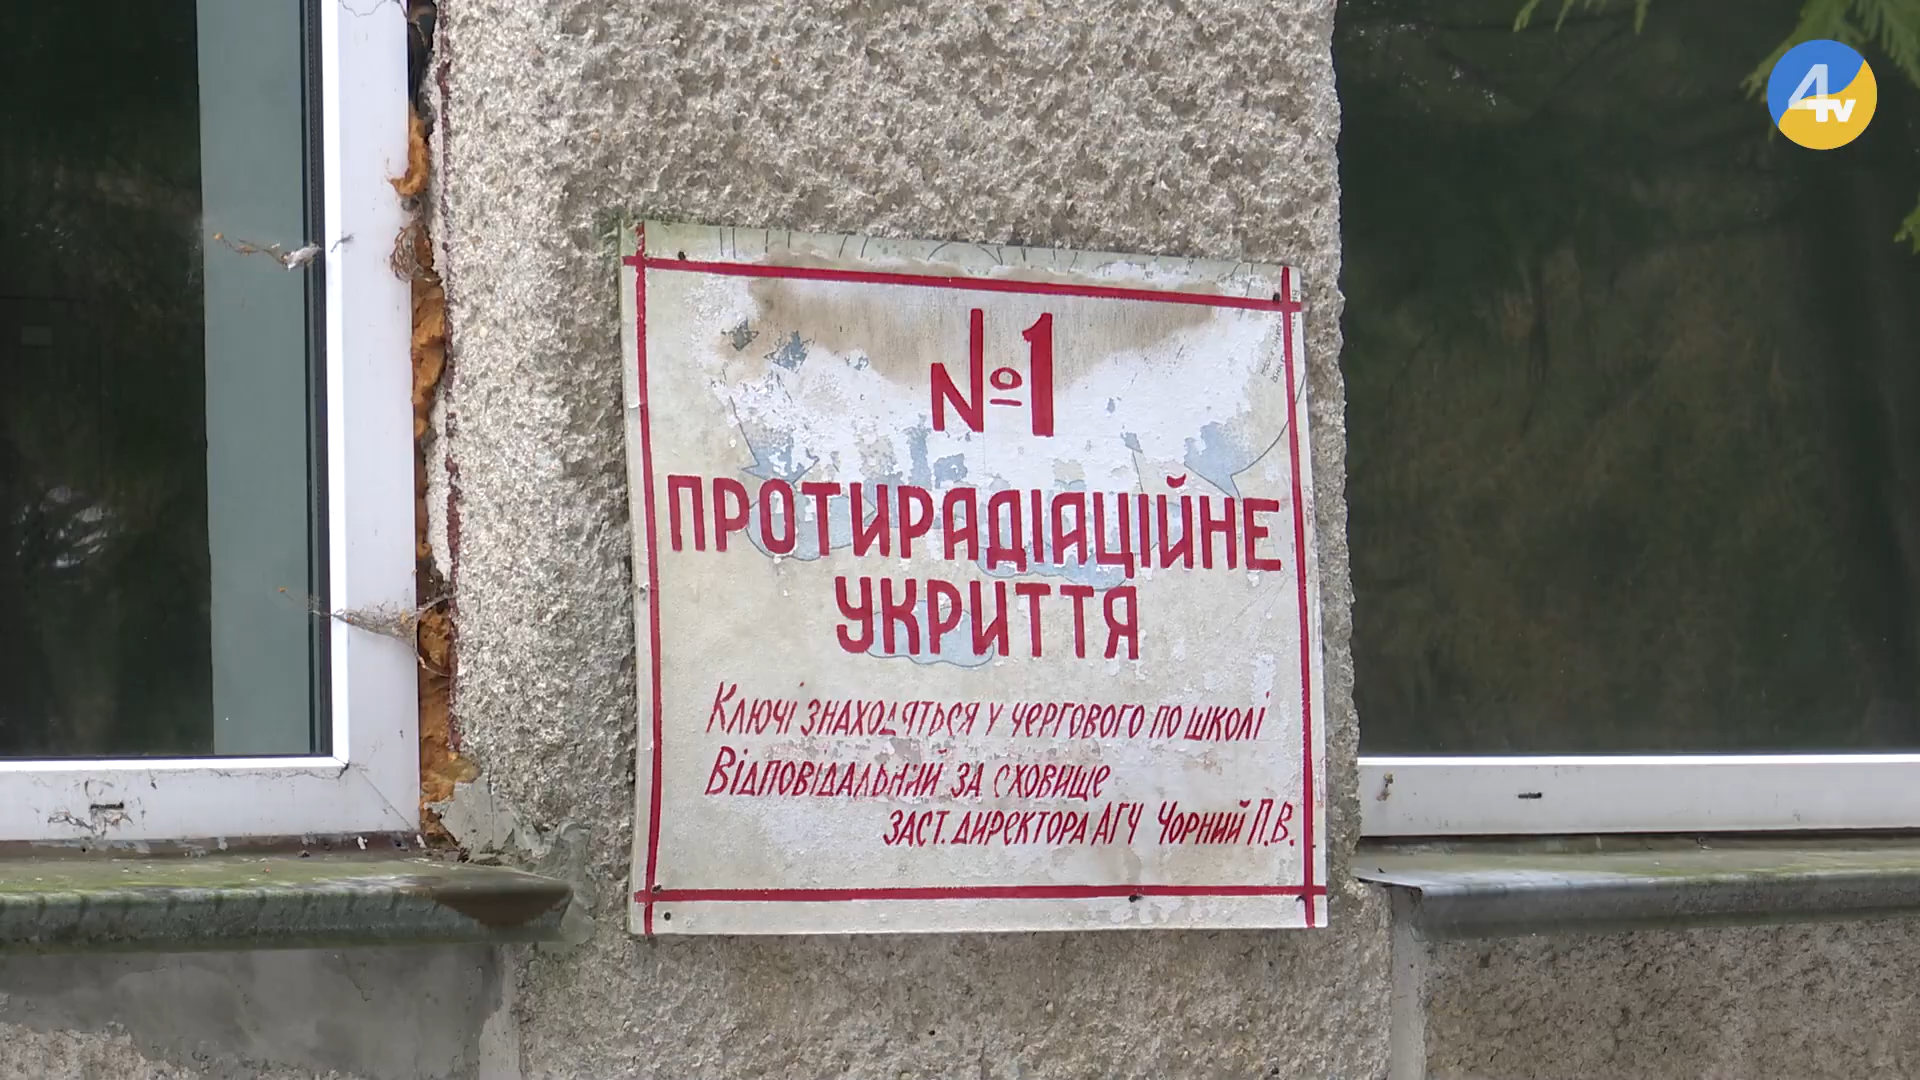 4TV
№1
ПРОТИРАДІАЦІЙНЕ
УКРИТТЯ
Ключі знаходяться у чергового по школі
Відповідальний за сховище
заст. директора АГЧ Чорний П.В.